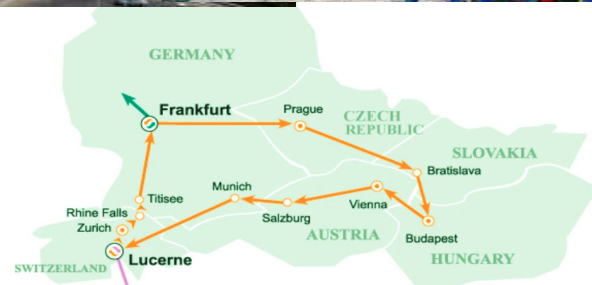 GERMANY
Frankfurt
Prague
CZECH
REPUBLIC
SLOVAKIA
Bratislava
Titisee
Munich
Rhine Falls
Zurich
Salzburg
Vienna
AUSTRIA
Budapest
HUNGARY
Lucerne
SWITZERLAND